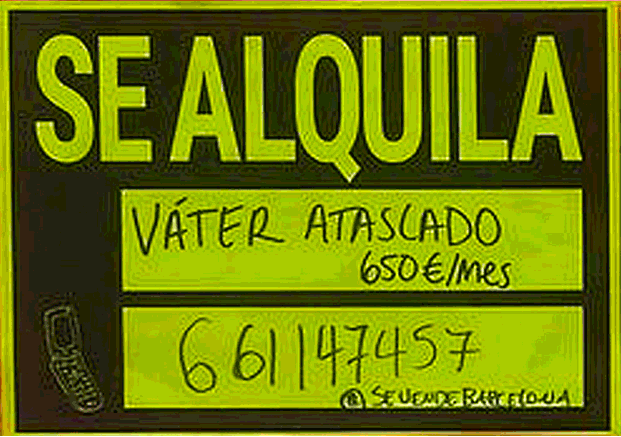 SE ALQUILA
VÁTER ATASCADO
650€/mes
661147457
@SEVENDEBARCELONA